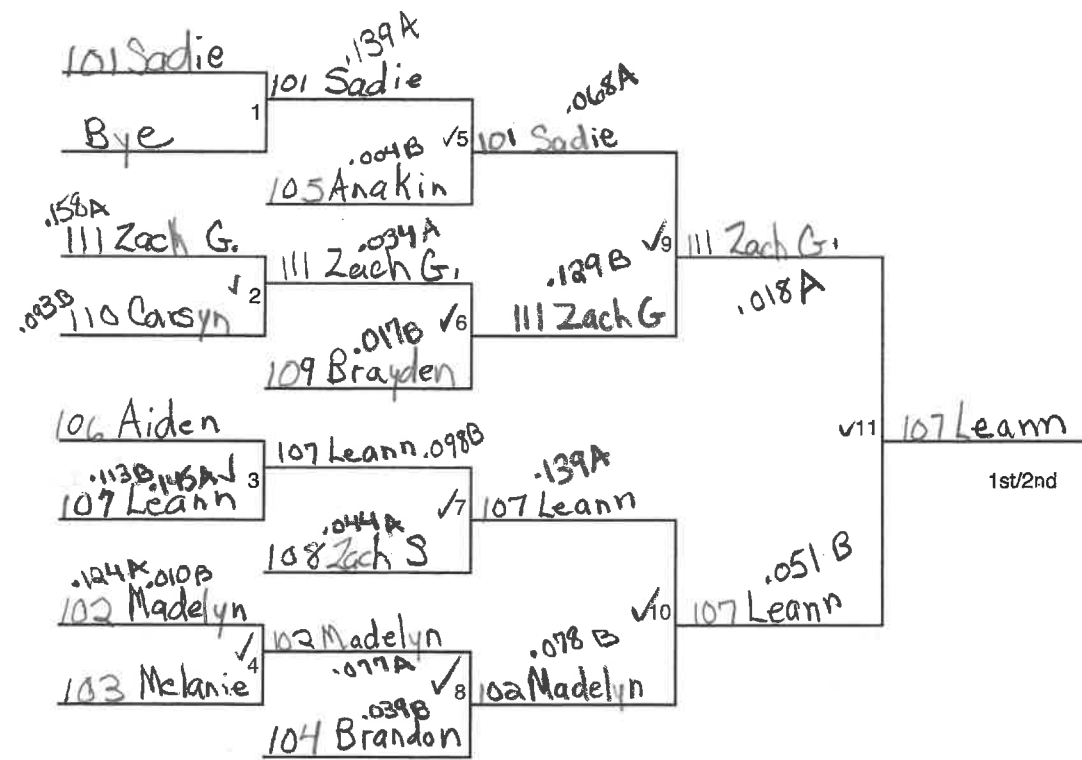 101 Sadie
Bye
1
.158A
111 Zach G.
.093B
110 Carsyn
✓ 2
106 Aiden
.113B .145A ✓
107 Leann
3
.124A .010B
102 Madelyn
103 Melanie
✓ 4
.139A
101 Sadie
.004B
105 Anakin
✓5
.034A
111 Zach G.
.017B
109 Brayden
✓6
107 Leann .098B
.044A
108 Zach S
✓7
102 Madelyn
.077A
.039B
104 Brandon
✓ 8
.068A
101 Sadie
.129B
111 Zach G
✓9
.139A
107 Leann
.078 B
102 Madelyn
✓10
111 Zach G.
.018A
.051 B
107 Leann
✓11
107 Leann
1st/2nd